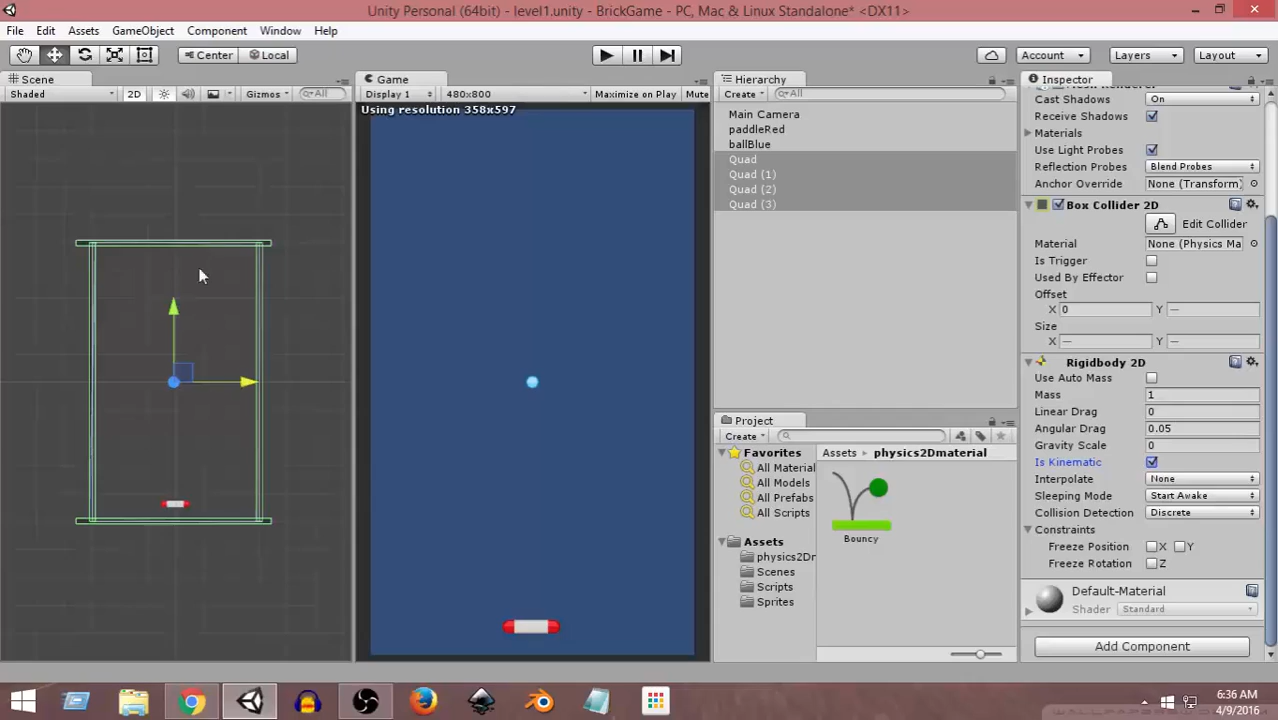 Unity Personal (64bit) - level1.unity - BrickGame - PC, Mac & Linux Standalone* <DX11>
File Edit Assets GameObject Component Window Help
Center Local Account Layers Layout
Scene
Shaded 2D Gizmos All
Game
Display 1 480x800 Maximize on Play Mute
Using resolution 358x597
Hierarchy
Create All
Main Camera
paddleRed
ballBlue
Quad
Quad (1)
Quad (2)
Quad (3)
Project
Create
Favorites
All Material
All Models
All Prefabs
All Scripts
Assets
physics2Dr
Scenes
Scripts
Sprites
Assets physics2Dmaterial
Bouncy
Inspector
Mesh Renderer
Cast Shadows On
Receive Shadows
Materials
Use Light Probes
Reflection Probes Blend Probes
Anchor Override None (Transform)
Box Collider 2D
Edit Collider
Material None (Physics Ma
Is Trigger
Used By Effector
Offset
X 0 Y —
Size
X — Y —
Rigidbody 2D
Use Auto Mass
Mass 1
Linear Drag 0
Angular Drag 0.05
Gravity Scale 0
Is Kinematic
Interpolate None
Sleeping Mode Start Awake
Collision Detection Discrete
Constraints
Freeze Position X Y
Freeze Rotation Z
Default-Material
Shader Standard
Add Component
6:36 AM
4/9/2016